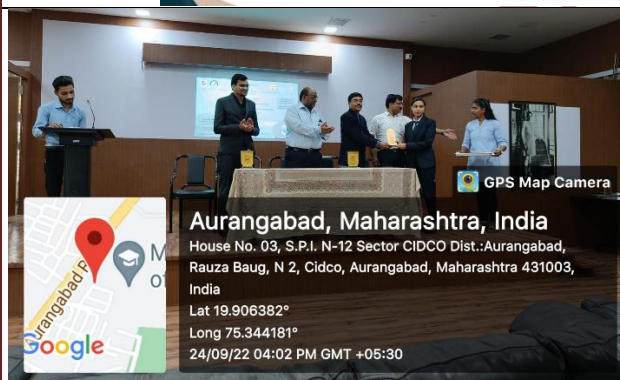 GPS Map Camera
Aurangabad, Maharashtra, India
House No. 03, S.P.I. N-12 Sector CIDCO Dist.:Aurangabad,
Rauza Baug, N 2, Cidco, Aurangabad, Maharashtra 431003,
India
Lat 19.906382°
Long 75.344181°
24/09/22 04:02 PM GMT +05:30
Google